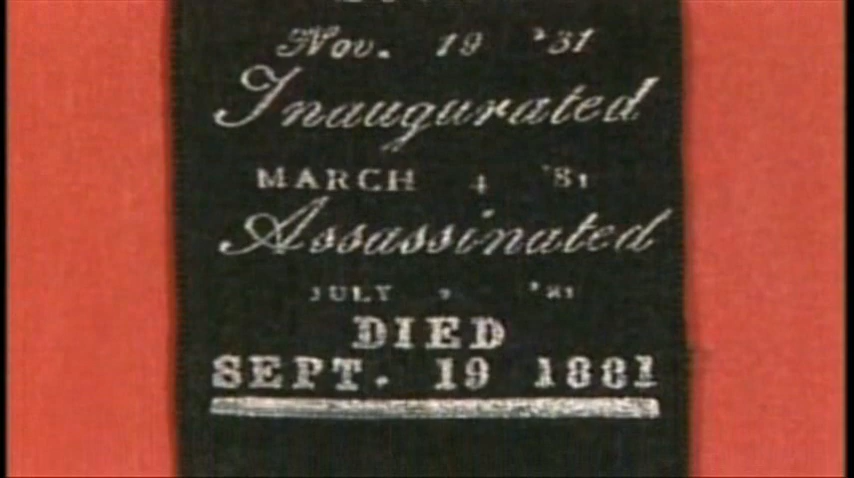 Nov. 19 '31
Inaugurated
MARCH 4 '81
Assassinated
JULY '81
DIED
SEPT. 19 1881